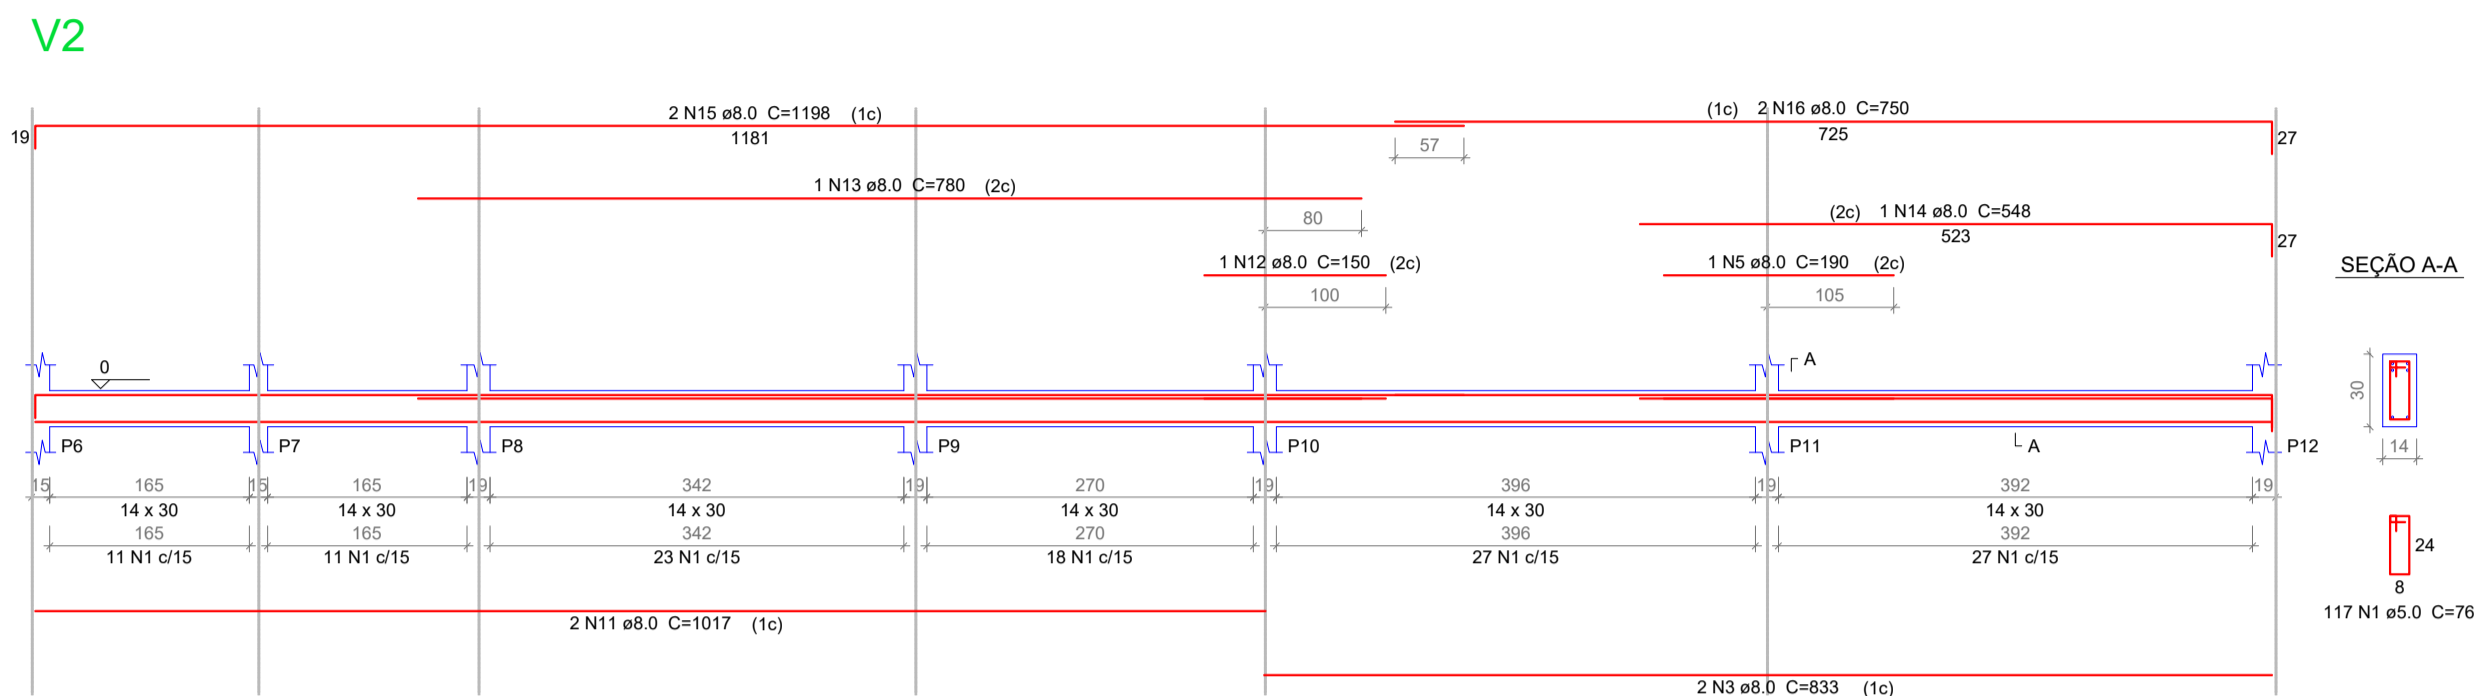 V2
2 N15 ø8.0 C=1198 (1c)
(1c) 2 N16 ø8.0 C=750
19
1181
725
27
57
1 N13 ø8.0 C=780 (2c)
80
(2c) 1 N14 ø8.0 C=548
523
27
1 N12 ø8.0 C=150 (2c)
1 N5 ø8.0 C=190 (2c)
SEÇÃO A-A
100
105
0
A
30
P6
P7
P8
P9
P10
P11
A
P12
14
15
165
15
165
19
342
19
270
19
396
19
392
19
14 x 30
14 x 30
14 x 30
14 x 30
14 x 30
14 x 30
165
165
342
270
396
392
24
11 N1 c/15
11 N1 c/15
23 N1 c/15
18 N1 c/15
27 N1 c/15
27 N1 c/15
8
117 N1 ø5.0 C=76
2 N11 ø8.0 C=1017 (1c)
2 N3 ø8.0 C=833 (1c)